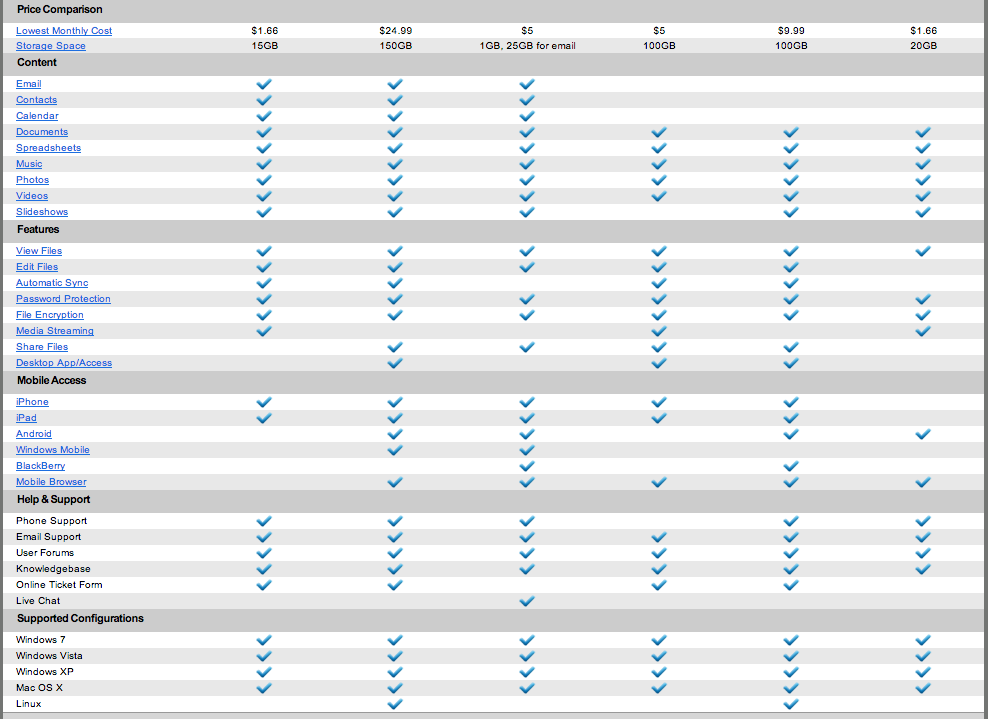 Price Comparison
Lowest Monthly Cost $1.66 $24.99 $5 $5 $9.99 $1.66
Storage Space 15GB 150GB 1GB, 25GB for email 100GB 100GB 20GB
Content
Email
Contacts
Calendar
Documents
Spreadsheets
Music
Photos
Videos
Slideshows
Features
View Files
Edit Files
Automatic Sync
Password Protection
File Encryption
Media Streaming
Share Files
Desktop App/Access
Mobile Access
iPhone
iPad
Android
Windows Mobile
BlackBerry
Mobile Browser
Help & Support
Phone Support
Email Support
User Forums
Knowledgebase
Online Ticket Form
Live Chat
Supported Configurations
Windows 7
Windows Vista
Windows XP
Mac OS X
Linux